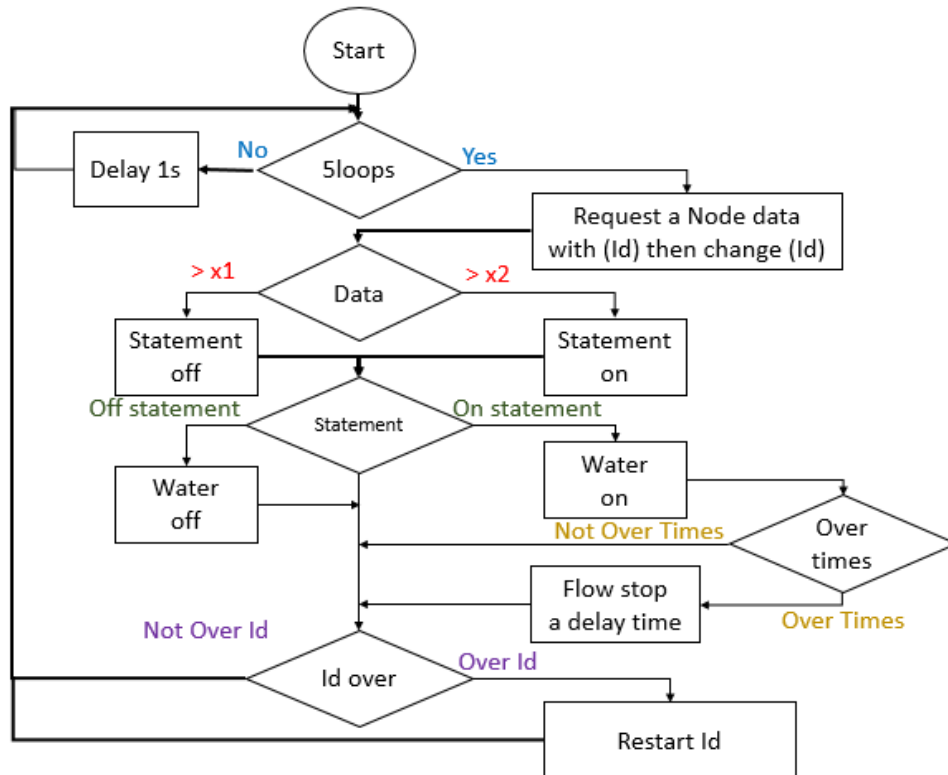 Start
No
Yes
Delay 1s
5loops
Request a Node data
with (Id) then change (Id)
> x1
> x2
Data
Statement
off
Statement
on
Off statement
On statement
Statement
Water
off
Water
on
Not Over Times
Over
times
Flow stop
a delay time
Over Times
Not Over Id
Over Id
Id over
Restart Id